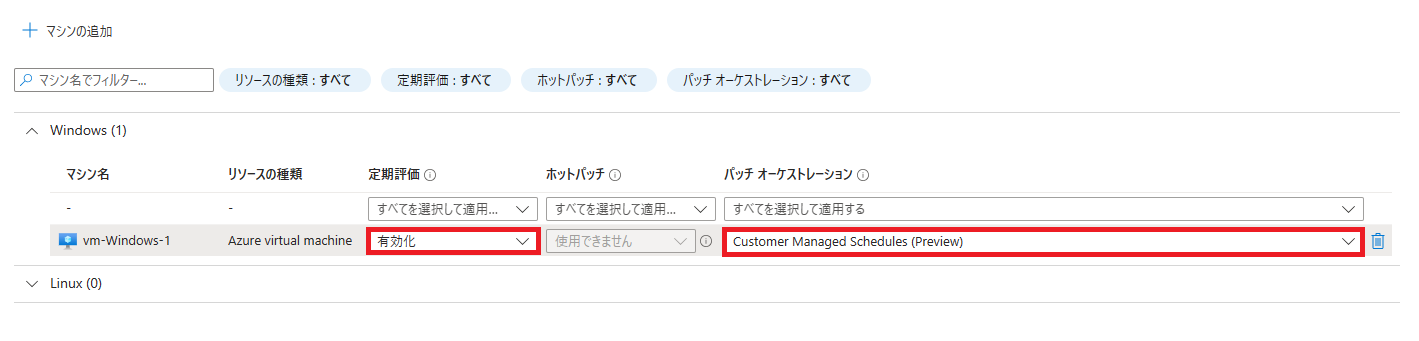 マシンの追加
マシン名でフィルター...
リソースの種類 : すべて
定期評価 : すべて
ホットパッチ : すべて
パッチ オーケストレーション : すべて
Windows (1)
マシン名 リソースの種類 定期評価 ホットパッチ パッチ オーケストレーション
- - すべてを選択して適用... すべてを選択して適用... すべてを選択して適用する
vm-Windows-1 Azure virtual machine 有効化 使用できません Customer Managed Schedules (Preview)
Linux (0)